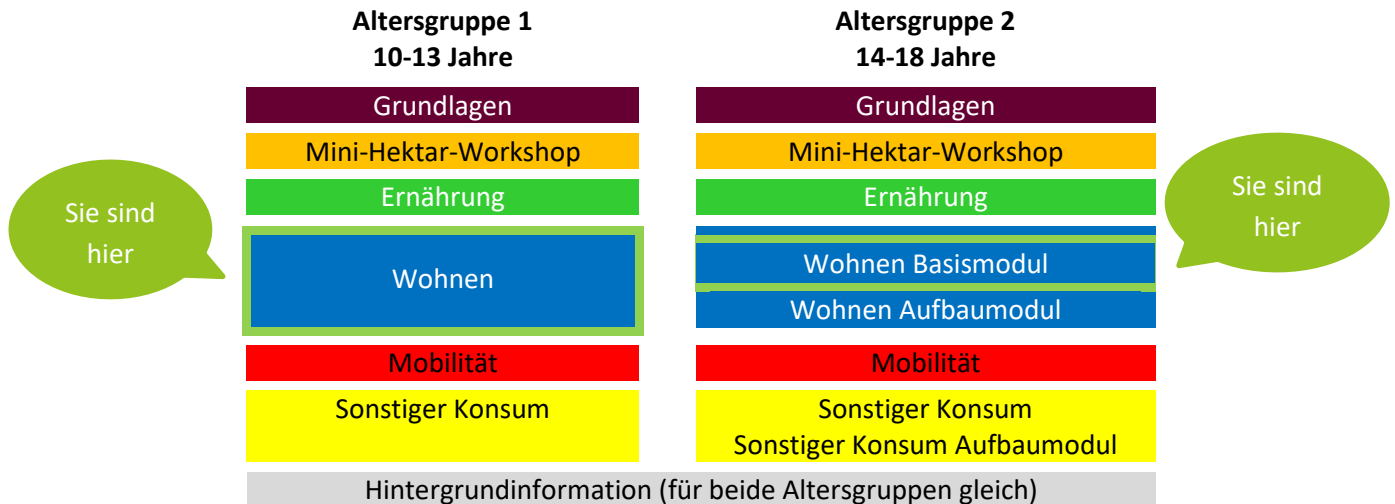 Altersgruppe 1
10-13 Jahre
Altersgruppe 2
14-18 Jahre
Grundlagen
Grundlagen
Mini-Hektar-Workshop
Mini-Hektar-Workshop
Ernährung
Ernährung
Sie sind
hier
Sie sind
hier
Wohnen
Wohnen Basismodul
Wohnen Aufbaumodul
Mobilität
Mobilität
Sonstiger Konsum
Sonstiger Konsum
Sonstiger Konsum Aufbaumodul
Hintergrundinformation (für beide Altersgruppen gleich)